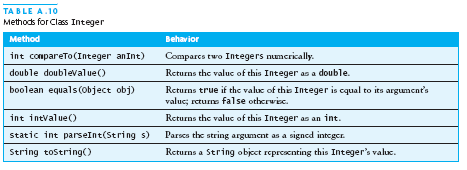 TABLE A.10
Methods for Class Integer
Method Behavior
int compareTo(Integer anInt) Compares two Integers numerically.
double doubleValue() Returns the value of this Integer as a double.
boolean equals(Object obj) Returns true if the value of this Integer is equal to its argument's
value; returns false otherwise.
int intValue() Returns the value of this Integer as an int.
static int parseInt(String s) Parses the string argument as a signed integer.
String toString() Returns a String object representing this Integer's value.